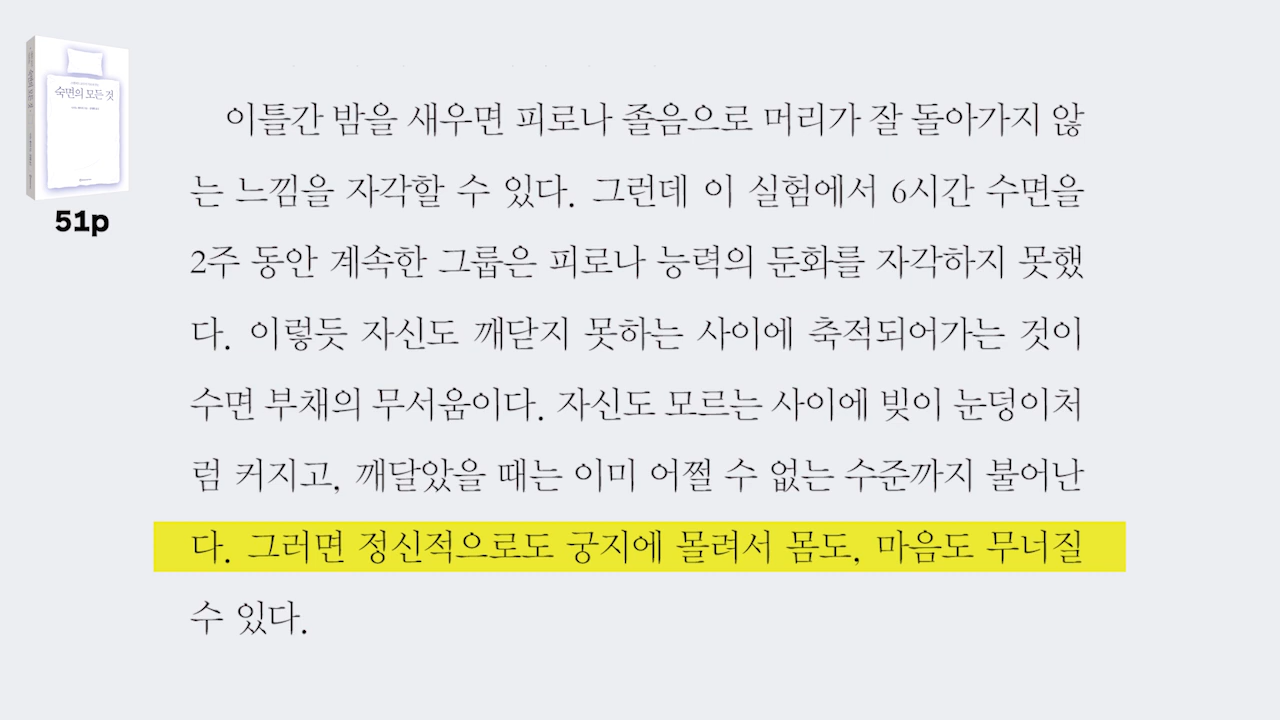 숙면의 모든 것
51p
이틀간 밤을 새우면 피로나 졸음으로 머리가 잘 돌아가지 않
는 느낌을 자각할 수 있다. 그런데 이 실험에서 6시간 수면을
2주 동안 계속한 그룹은 피로나 능력의 둔화를 자각하지 못했
다. 이렇듯 자신도 깨닫지 못하는 사이에 축적되어가는 것이
수면 부채의 무서움이다. 자신도 모르는 사이에 빚이 눈덩이처
럼 커지고, 깨달았을 때는 이미 어쩔 수 없는 수준까지 불어난
다. 그러면 정신적으로도 궁지에 몰려서 몸도, 마음도 무너질
수 있다.